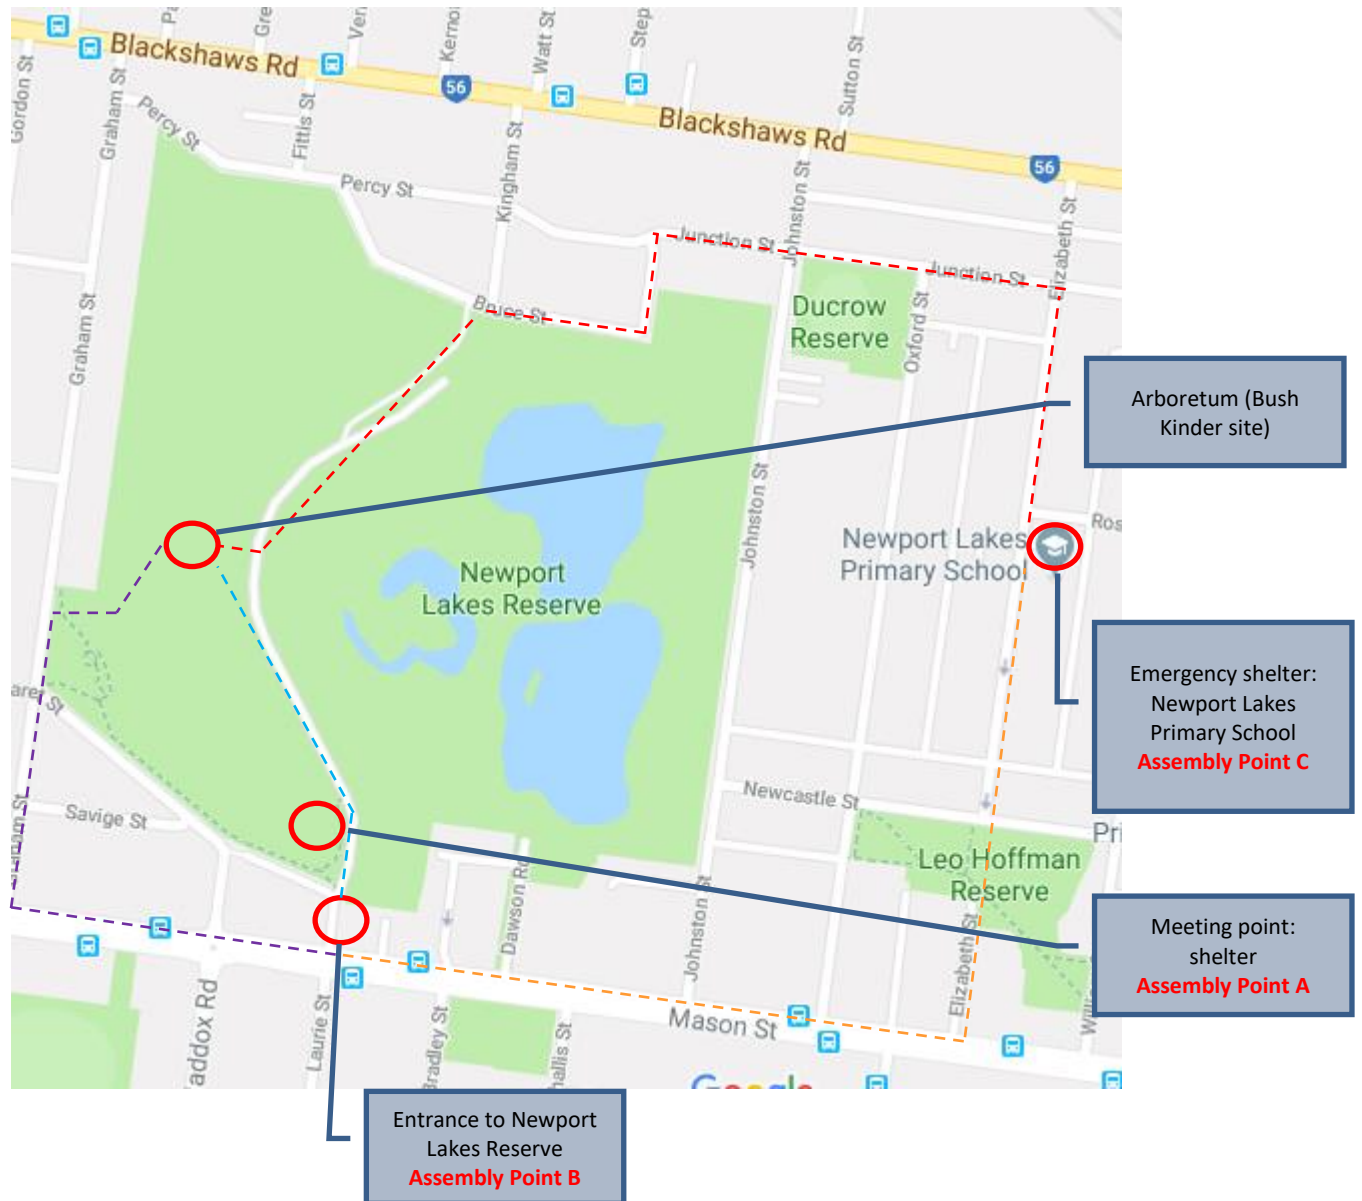 Gordon St
Graham St
Blackshaws Rd
Fittis St
Watt St
56
Sutton St
Blackshaws Rd
56
Percy St
Percy St
Kingham St
Johnston St
Elizabeth St
Junction St
Junction St
Bruce St
Ducrow
Reserve
Oxford St
Graham St
Arboretum (Bush
Kinder site)
Johnston St
Newport Lakes
Primary School
Newport
Lakes Reserve
Emergency shelter:
Newport Lakes
Primary School
Assembly Point C
Savige St
Newcastle St
Leo Hoffman
Reserve
Dawson Rd
Johnston St
Elizabeth St
Meeting point:
shelter
Assembly Point A
Mason St
Laurie St
Bradley St
Entrance to Newport
Lakes Reserve
Assembly Point B